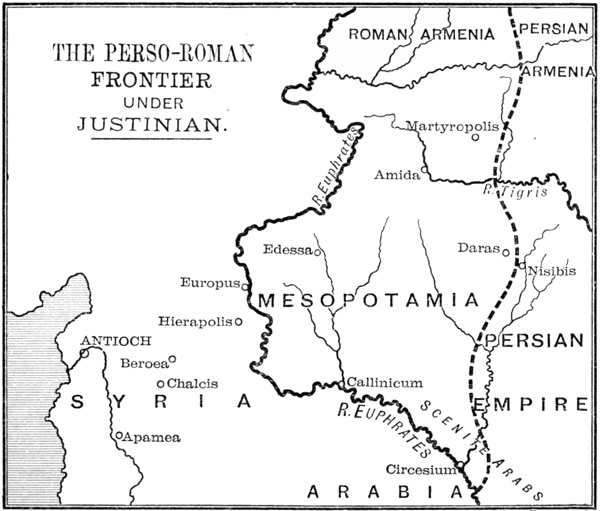 THE PERSO-ROMAN
FRONTIER
UNDER
JUSTINIAN.
ROMAN ARMENIA
PERSIAN
ARMENIA
Martyropolis
Amida
R. Tigris
R. Euphrates
Edessa
Daras
Nisibis
Europus
MESOPOTAMIA
Hierapolis
PERSIAN
EMPIRE
ANTIOCH
Beroea
Chalcis
Callinicum
SYRIA
R. EUPHRATES
SCENITE ARABS
Apamea
Circesium
ARABIA